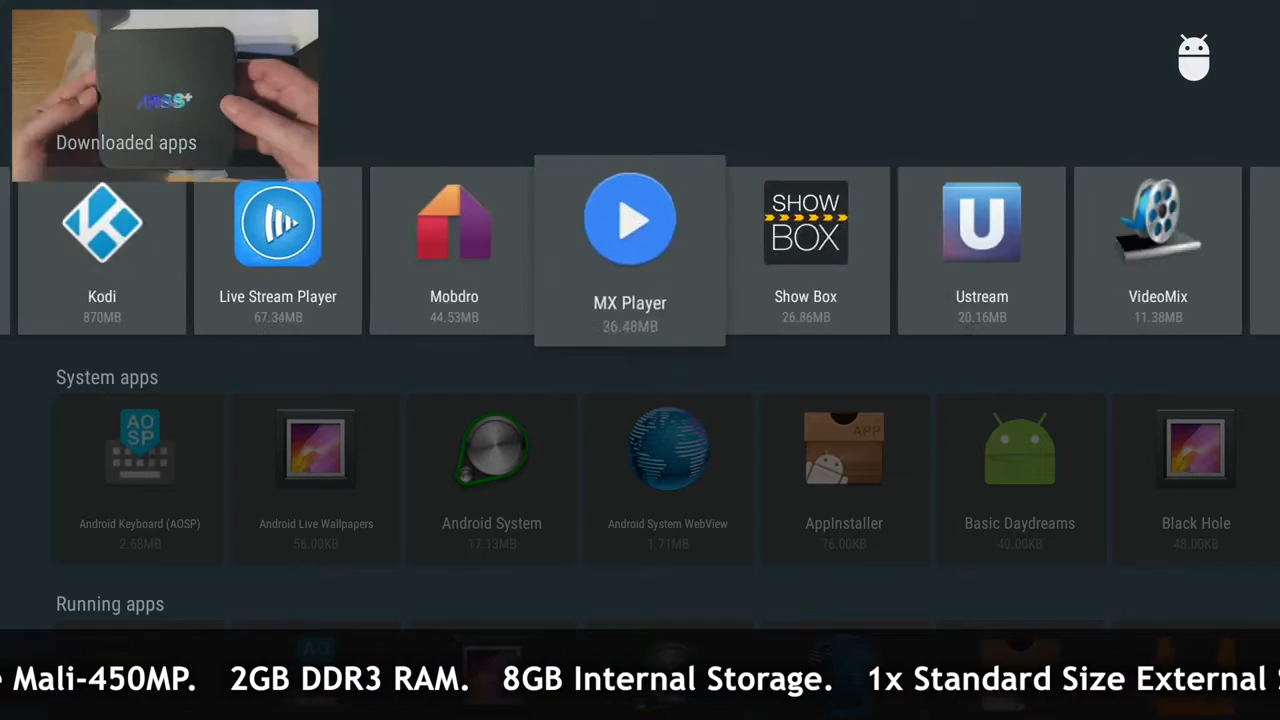 M8S+
Downloaded apps
Kodi
870MB
Live Stream Player
67.34MB
Mobdro
44.53MB
MX Player
36.48MB
SHOW
BOX
Show Box
26.86MB
U
Ustream
20.16MB
VideoMix
11.38MB
System apps
AO
SP
Android Keyboard (AOSP)
2.68MB
Android Live Wallpapers
56.00KB
Android System
17.13MB
Android System WebView
1.71MB
APP
AppInstaller
76.00KB
Basic Daydreams
40.00KB
Black Hole
48.00KB
Running apps
Mali-450MP. 2GB DDR3 RAM. 8GB Internal Storage. 1x Standard Size External